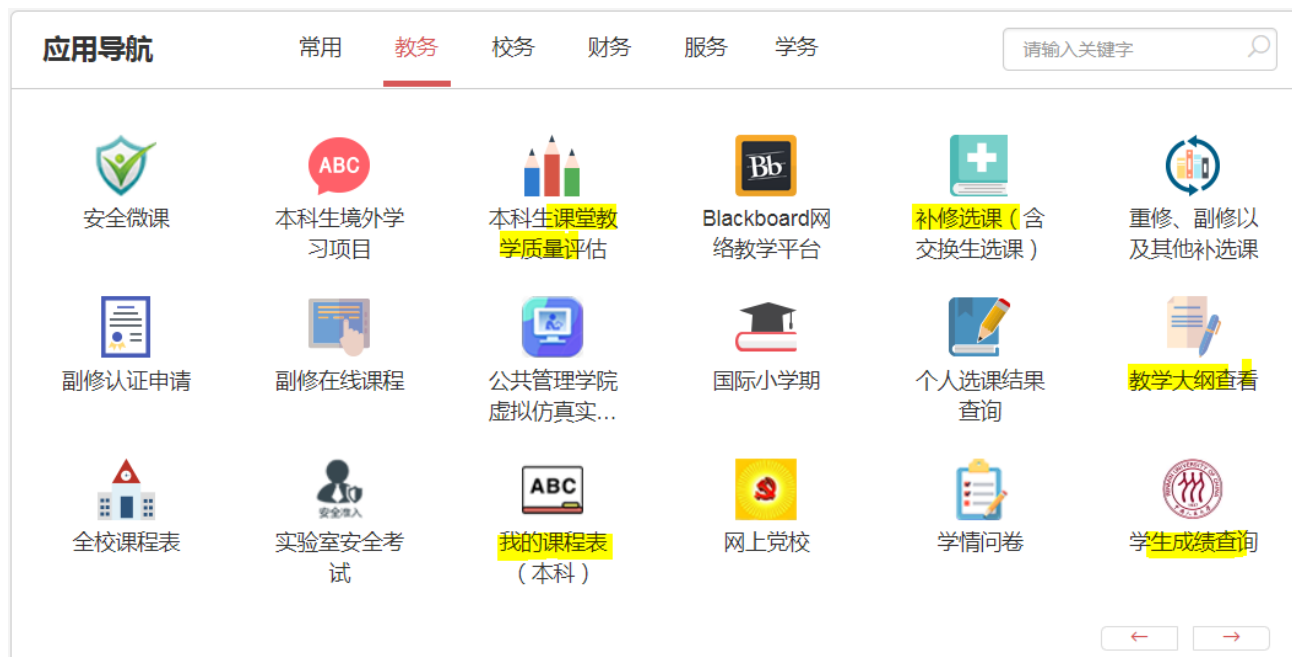 应用导航 常用 教务 校务 财务 服务 学务 请输入关键字
ABC
Bb
安全微课 本科生境外学 本科生课堂教 Blackboard网 补修选课（含 重修、副修以
习项目 学质量评估 络教学平台 交换生选课） 及其他补选课
副修认证申请 副修在线课程 公共管理学院 国际小学期 个人选课结果 教学大纲查看
虚拟仿真实... 查询
ABC
安全准入
RENMIN UNIVERSITY OF CHINA
全校课程表 实验室安全考 我的课程表 网上党校 学情问卷 学生成绩查询
试 （本科）
← →